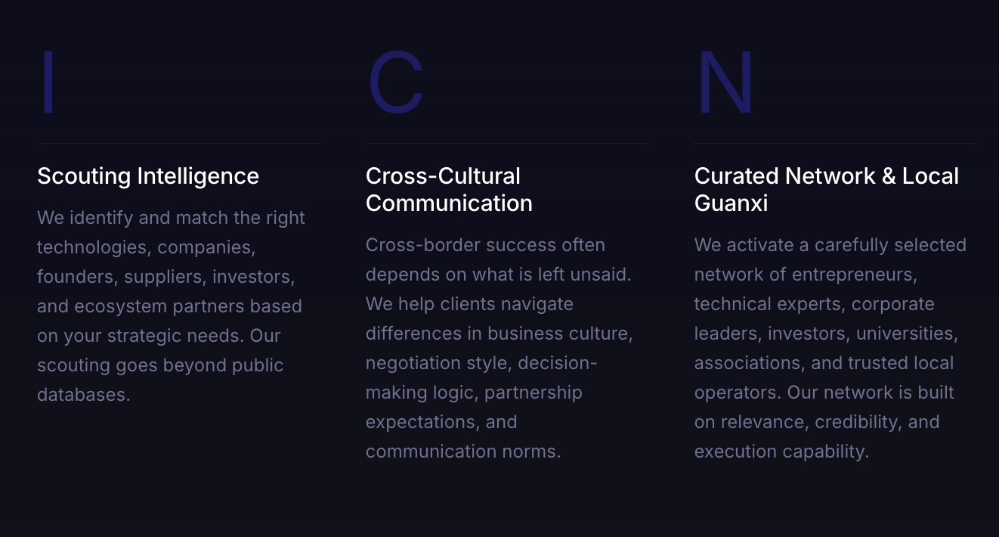 I
Scouting Intelligence
We identify and match the right
technologies, companies,
founders, suppliers, investors,
and ecosystem partners based
on your strategic needs. Our
scouting goes beyond public
databases.
C
Cross-Cultural
Communication
Cross-border success often
depends on what is left unsaid.
We help clients navigate
differences in business culture,
negotiation style, decision-
making logic, partnership
expectations, and
communication norms.
N
Curated Network & Local
Guanxi
We activate a carefully selected
network of entrepreneurs,
technical experts, corporate
leaders, investors, universities,
associations, and trusted local
operators. Our network is built
on relevance, credibility, and
execution capability.